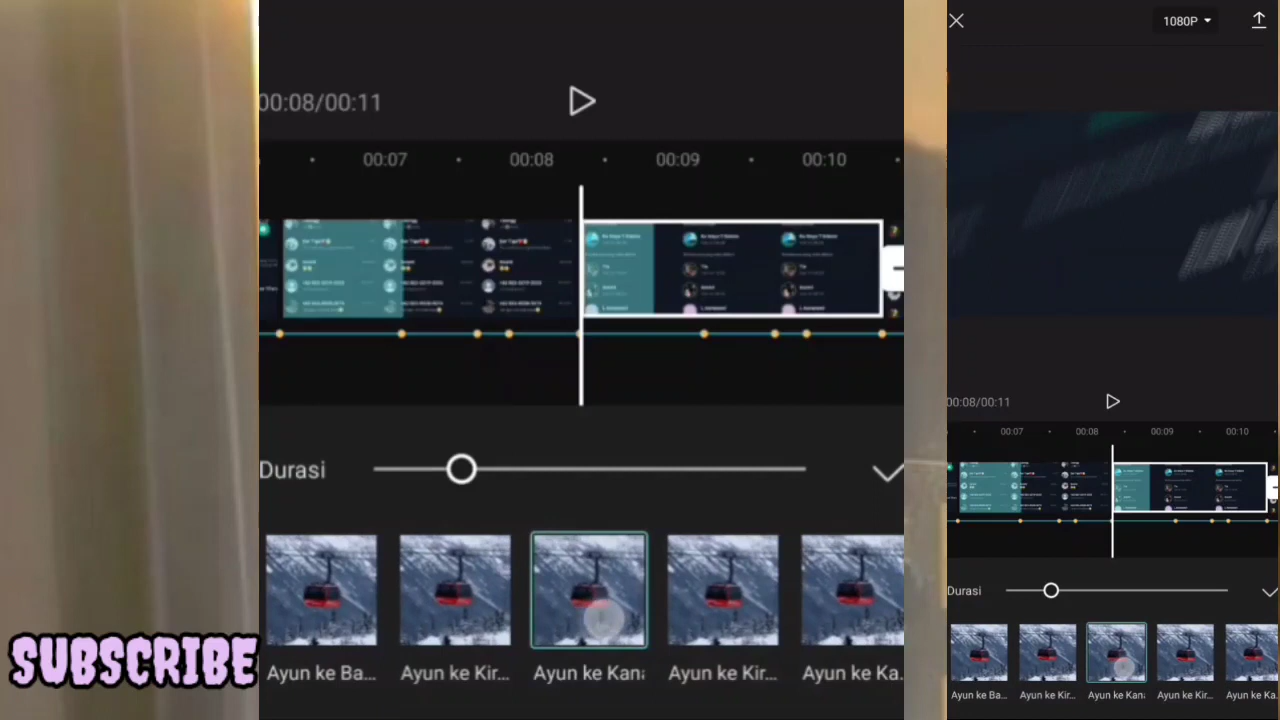 00:08/00:11
00:07
00:08
00:09
00:10
Durasi
Ayun ke Ba...
Ayun ke Kir...
Ayun ke Kana
Ayun ke Kir...
Ayun ke Ka.
SUBSCRIBE
1080P
00:08/00:11
00:07
00:08
00:09
00:10
Durasi
Ayun ke Ba...
Ayun ke Kir...
Ayun ke Kana
Ayun ke Kir...
Ayun ke Ka..